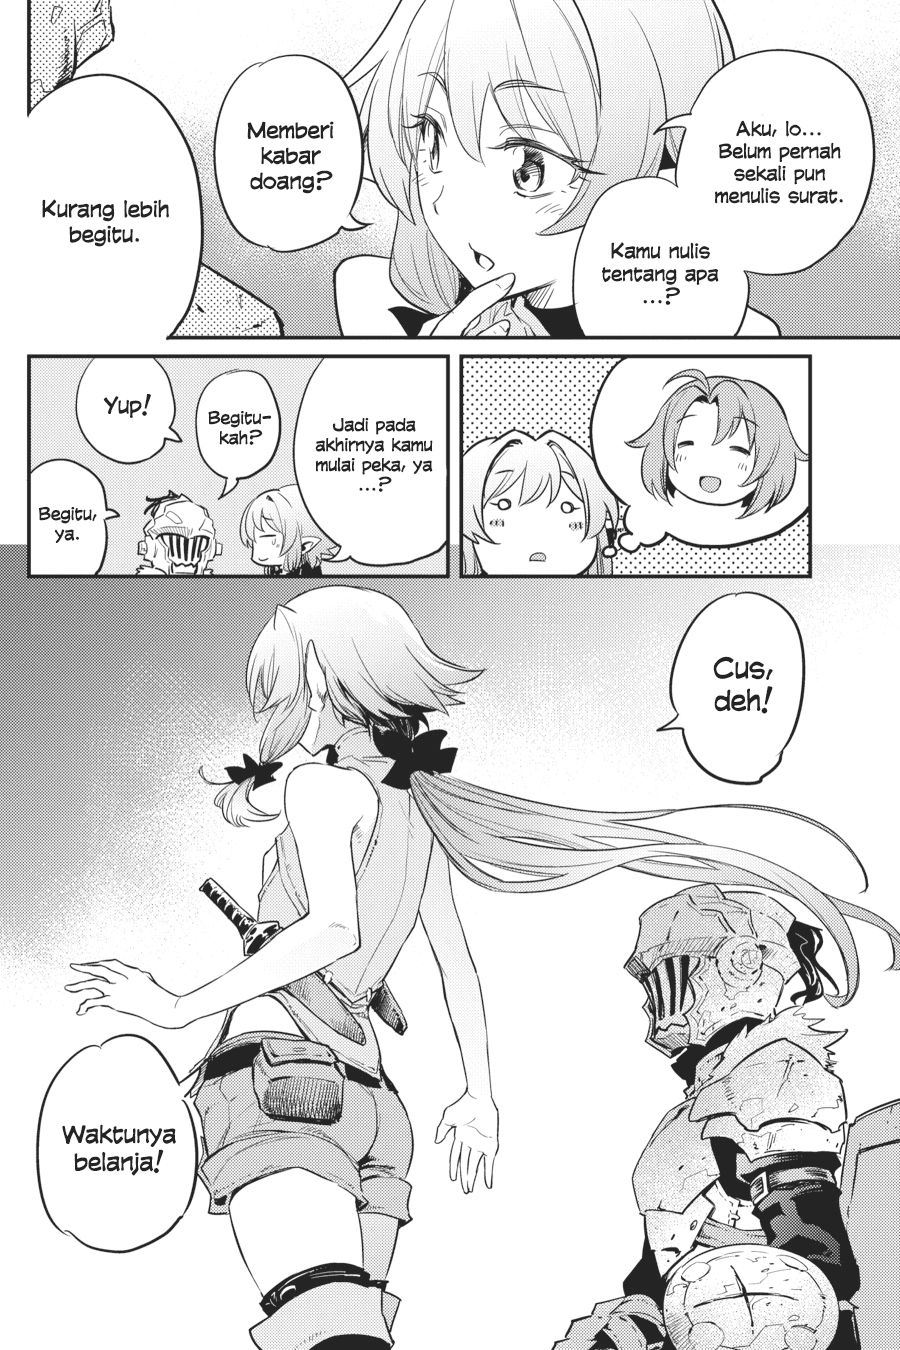 Aku, lo...
Belum pernah
sekali pun
menulis surat.
Kamu nulis
tentang apa
...?
Memberi
kabar
doang?
Kurang lebih
begitu.
Jadi pada
akhirnya kamu
mulai peka, ya
...?
Begitu-
kah?
Yup!
Begitu,
ya.
Cus,
deh!
Waktunya
belanja!